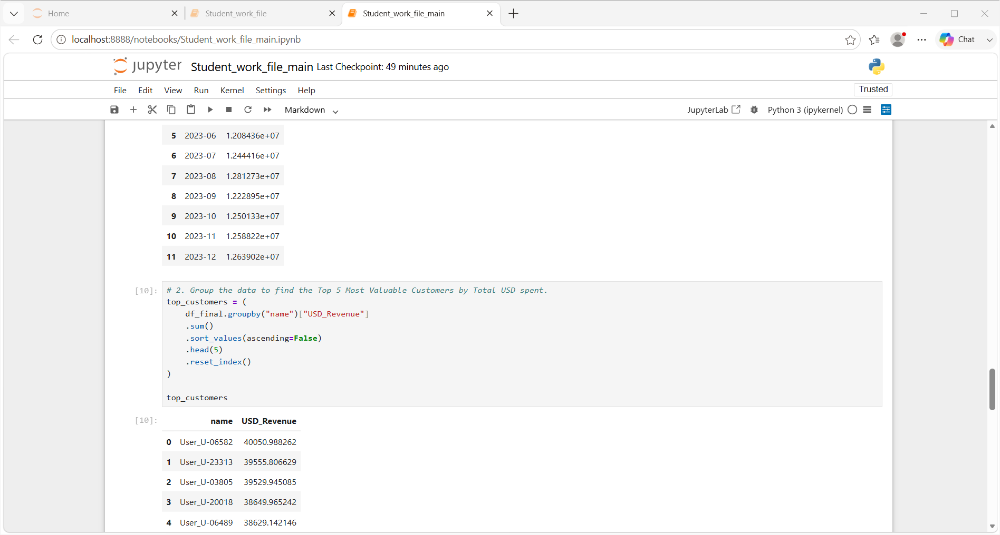 Home
Student_work_file
Student_work_file_main
localhost:8888/notebooks/Student_work_file_main.ipynb
Chat
jupyter Student_work_file_main Last Checkpoint: 49 minutes ago
File Edit View Run Kernel Settings Help
Trusted
Markdown
JupyterLab
Python 3 (ipykernel)
5 2023-06 1.208436e+07
6 2023-07 1.244416e+07
7 2023-08 1.281273e+07
8 2023-09 1.222895e+07
9 2023-10 1.250133e+07
10 2023-11 1.258822e+07
11 2023-12 1.263902e+07
[10]: # 2. Group the data to find the Top 5 Most Valuable Customers by Total USD spent.
top_customers = (
    df_final.groupby("name")["USD_Revenue"]
    .sum()
    .sort_values(ascending=False)
    .head(5)
    .reset_index()
)
top_customers
[10]: name USD_Revenue
0 User_U-06582 40050.988262
1 User_U-23313 39555.806629
2 User_U-03805 39529.945085
3 User_U-20018 38649.965242
4 User_U-06489 38629.142146